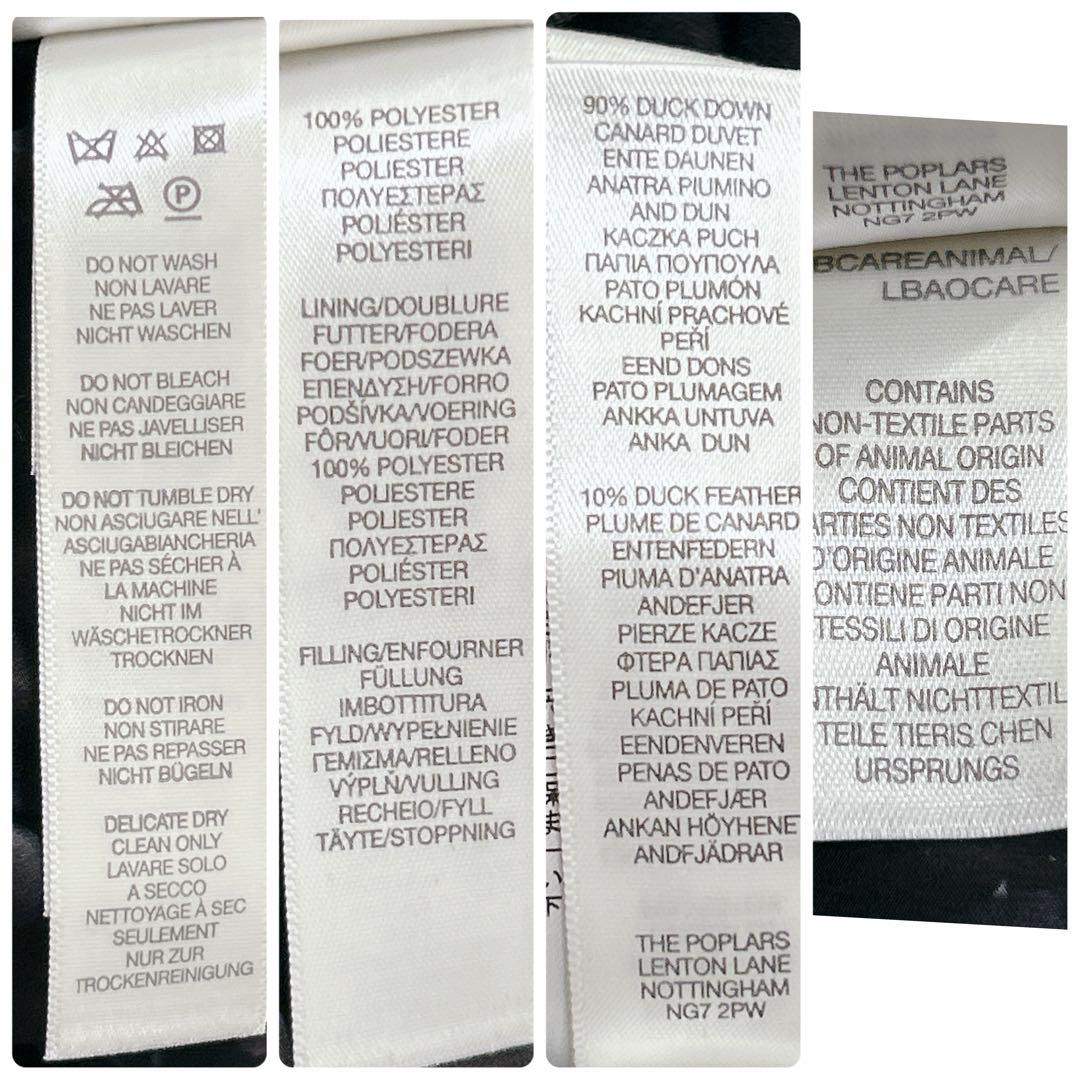 P
DO NOT WASH
NON LAVARE
NE PAS LAVER
NICHT WASCHEN
DO NOT BLEACH
NON CANDEGGIARE
NE PAS JAVELLISER
NICHT BLEICHEN
DO NOT TUMBLE DRY
NON ASCIUGARE NELL'
ASCIUGABIANCHERIA
NE PAS SÉCHER À
LA MACHINE
NICHT IM
WÄSCHETROCKNER
TROCKNEN
DO NOT IRON
NON STIRARE
NE PAS REPASSER
NICHT BÜGELN
DELICATE DRY
CLEAN ONLY
LAVARE SOLO
A SECCO
NETTOYAGE À SEC
SEULEMENT
NUR ZUR
TROCKENREINIGUNG
100% POLYESTER
POLIESTERE
POLIESTER
ΠΟΛΥΕΣΤΕΡΑΣ
POLIÉSTER
POLYESTERI
LINING/DOUBLURE
FUTTER/FODERA
FOER/PODSZEWKA
ΕΠΕΝΔΥΣΗ/FORRO
PODŠÍVKA/VOERING
FÔR/VUORI/FODER
100% POLYESTER
POLIESTERE
POLIESTER
ΠΟΛΥΕΣΤΕΡΑΣ
POLIÉSTER
POLYESTERI
FILLING/ENFOURNER
FÜLLUNG
IMBOTTITURA
FYLD/WYPEŁNIENIE
ΓΕΜΙΣΜΑ/RELLENO
VÝPLŇ/VULLING
RECHEIO/FYLL
TÄYTE/STOPPNING
90% DUCK DOWN
CANARD DUVET
ENTE DAUNEN
ANATRA PIUMINO
AND DUN
KACZKA PUCH
ΠΑΠΙΑ ΠΟΥΠΟΥΛΑ
PATO PLUMÓN
KACHNÍ PRACHOVÉ
PEŘÍ
EEND DONS
PATO PLUMAGEM
ANKKA UNTUVA
ANKA DUN
10% DUCK FEATHER
PLUME DE CANARD
ENTENFEDERN
PIUMA D'ANATRA
ANDEFJER
PIERZE KACZE
ΦΤΕΡΑ ΠΑΠΙΑΣ
PLUMA DE PATO
KACHNÍ PEŘÍ
EENDENVEREN
PENAS DE PATO
ANDEFJÆR
ANKAN HÖYHENET
ANDFJÄDRAR
THE POPLARS
LENTON LANE
NOTTINGHAM
NG7 2PW
THE POPLARS
LENTON LANE
NOTTINGHAM
NG7 2PW
BCAREANIMAL/
LBAOCARE
CONTAINS
NON-TEXTILE PARTS
OF ANIMAL ORIGIN
CONTIENT DES
ARTIES NON TEXTILES
D'ORIGINE ANIMALE
ONTIENE PARTI NON
TESSILI DI ORIGINE
ANIMALE
NTHÄLT NICHTTEXTIL
TEILE TIERIS CHEN
URSPRUNGS